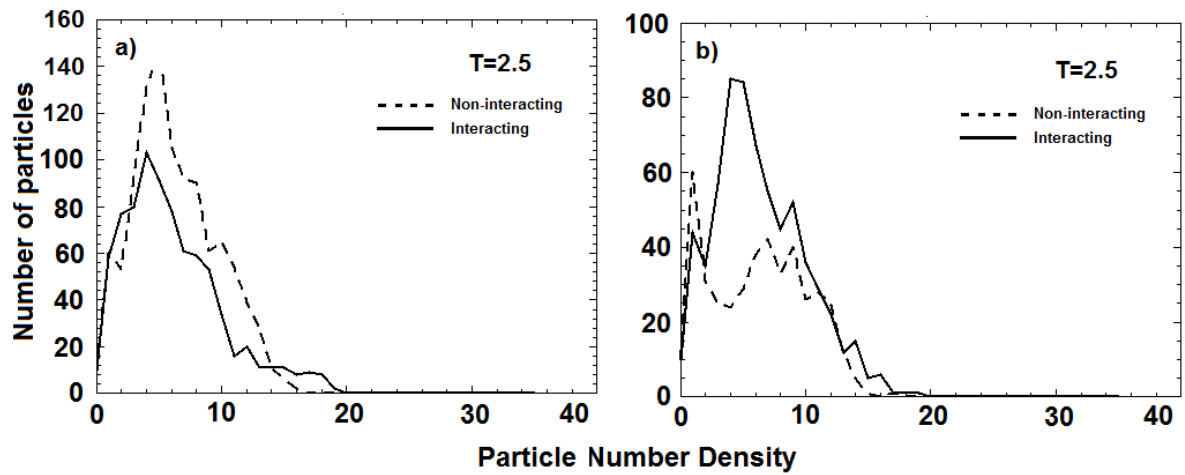 a)
T=2.5
Non-interacting
Interacting
160
140
120
100
80
60
40
20
0
0 10 20 30 40
Number of particles
b)
T=2.5
Non-interacting
Interacting
100
80
60
40
20
0
0 10 20 30 40
Particle Number Density